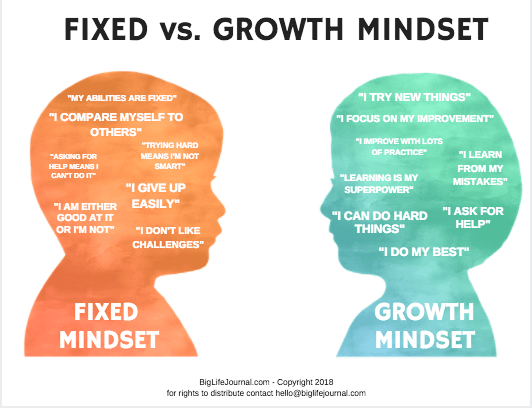 FIXED vs. GROWTH MINDSET
"MY ABILITIES ARE FIXED"
"I COMPARE MYSELF TO
OTHERS"
"TRYING HARD
MEANS I'M NOT
SMART"
"ASKING FOR
HELP MEANS I
CAN'T DO IT"
"I GIVE UP
EASILY"
"I AM EITHER
GOOD AT IT
OR I'M NOT"
"I DON'T LIKE
CHALLENGES"
FIXED
MINDSET
"I TRY NEW THINGS"
"I FOCUS ON MY IMPROVEMENT"
"I IMPROVE WITH LOTS
OF PRACTICE"
"I LEARN
FROM MY
MISTAKES"
"LEARNING IS MY
SUPERPOWER"
"I CAN DO HARD
THINGS"
"I ASK FOR
HELP"
"I DO MY BEST"
GROWTH
MINDSET
BigLifeJournal.com - Copyright 2018
for rights to distribute contact hello@biglifejournal.com